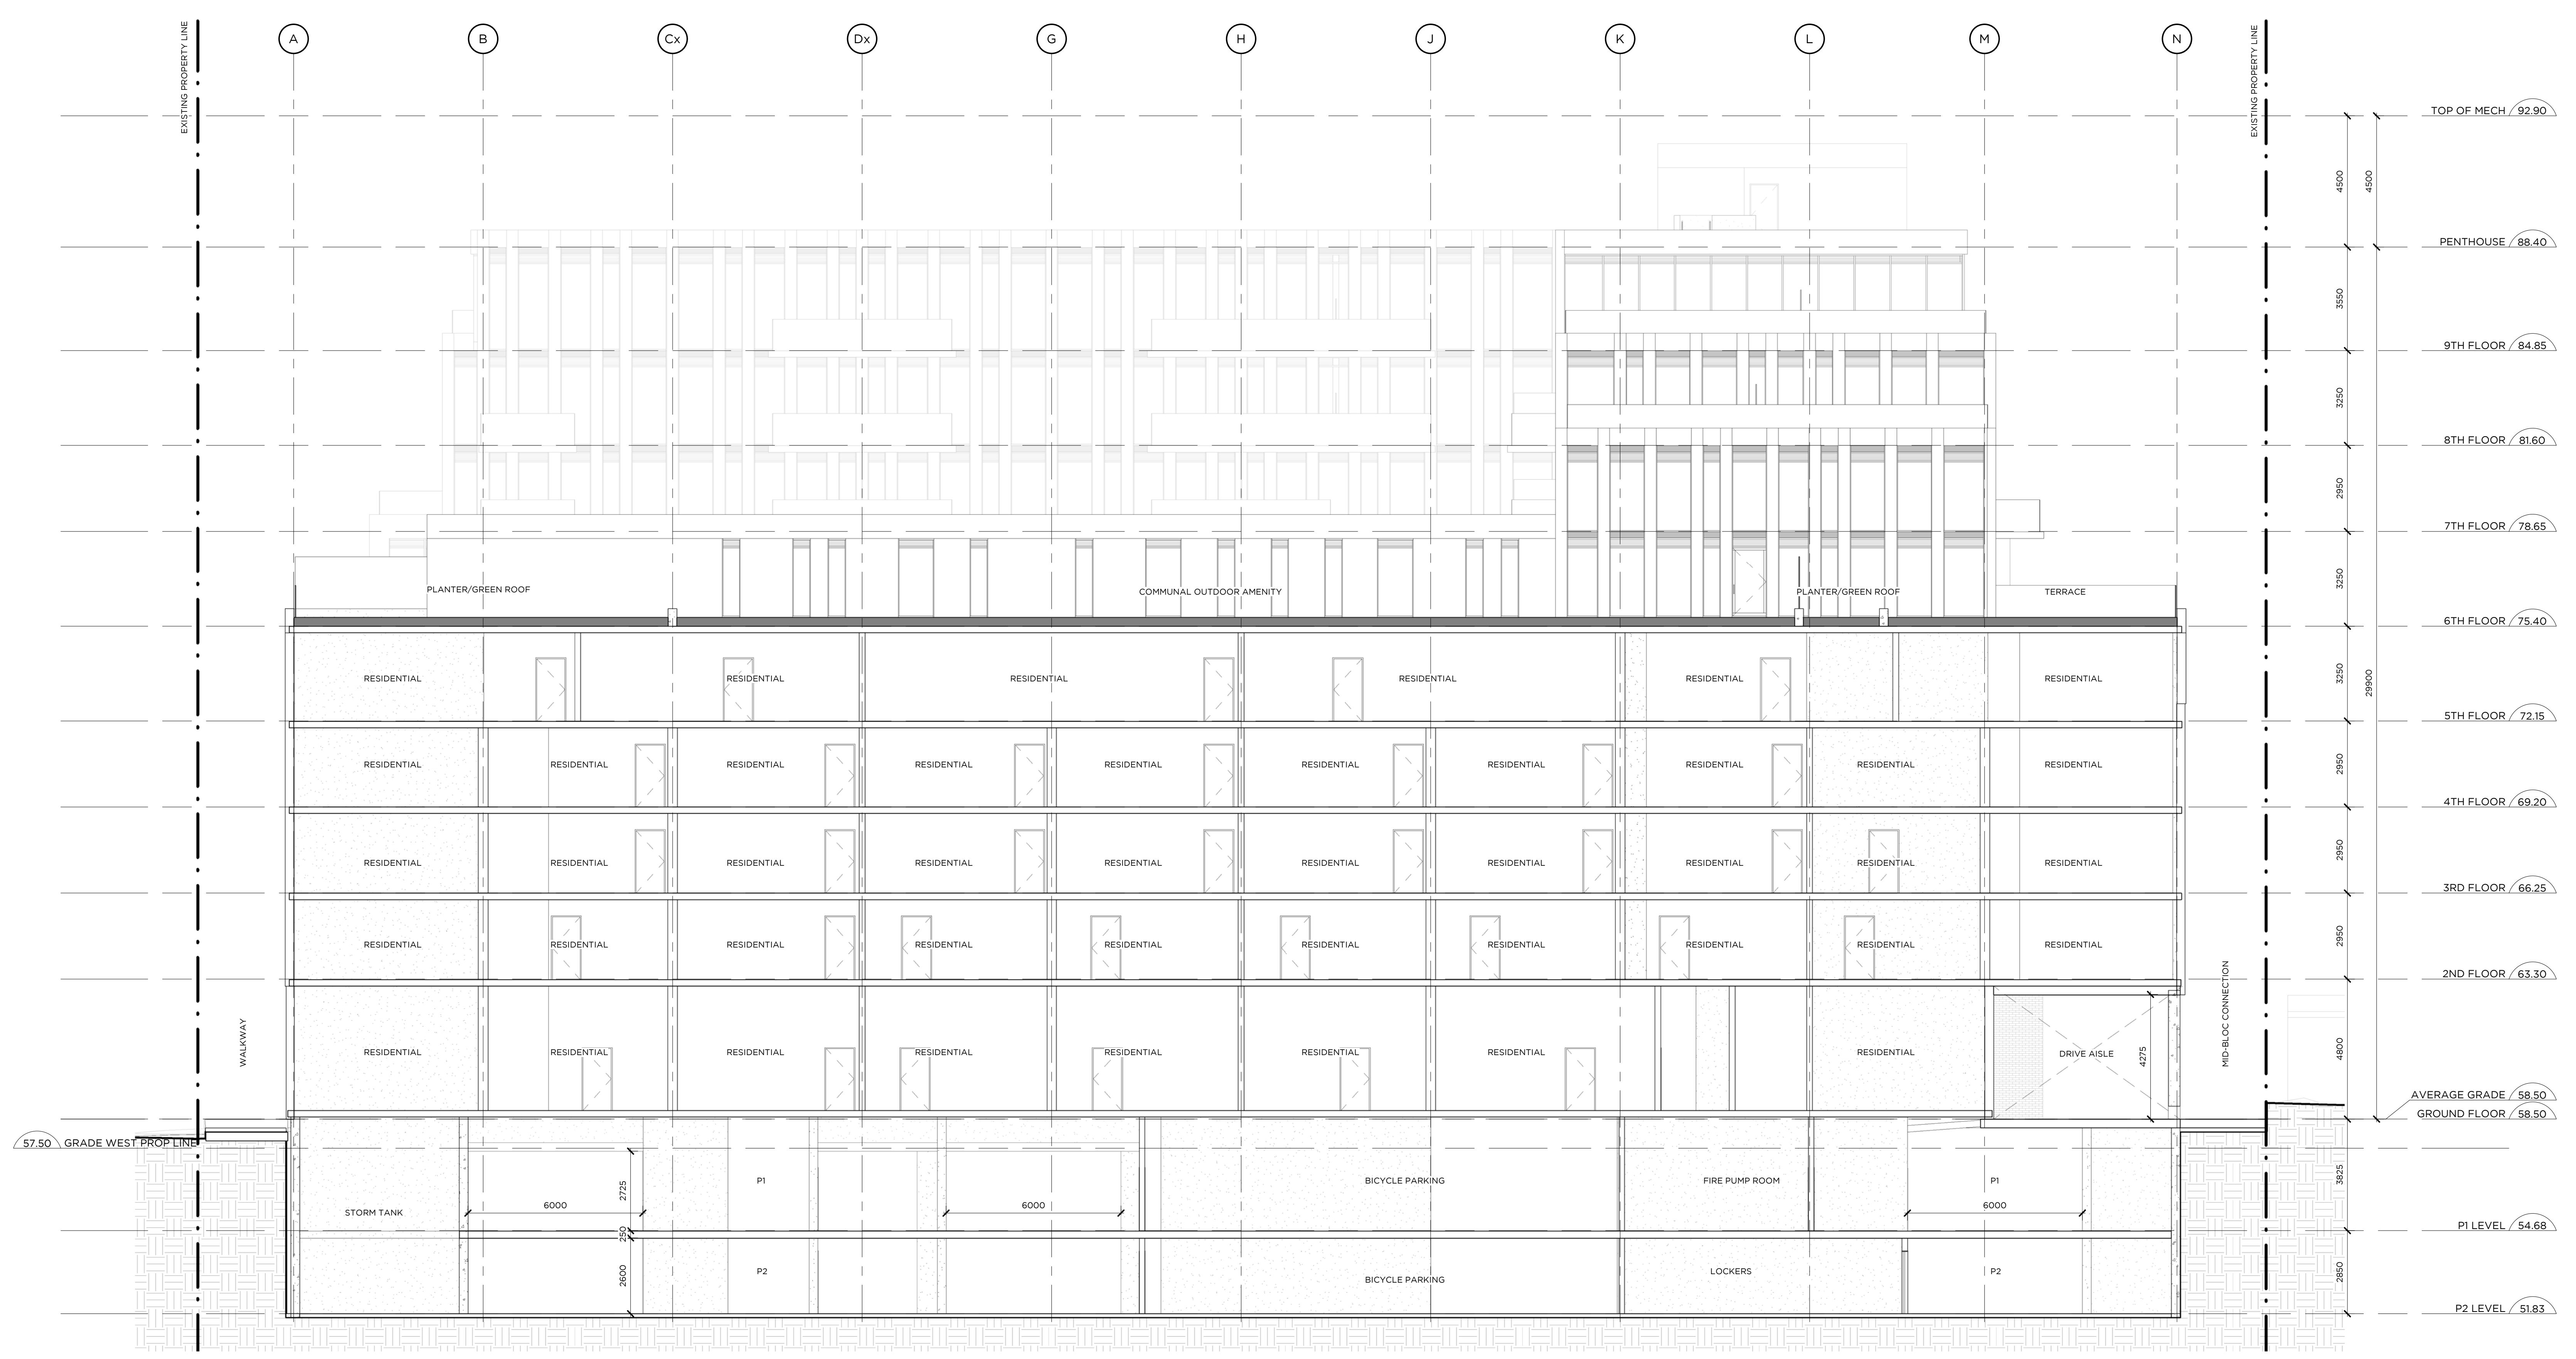 EXISTING PROPERTY LINE
A B Cx Dx G H J K L M N
EXISTING PROPERTY LINE
TOP OF MECH 92.90
4500 4500
PENTHOUSE 88.40
3550
9TH FLOOR 84.85
3250
8TH FLOOR 81.60
2950
7TH FLOOR 78.65
3250
PLANTER/GREEN ROOF COMMUNAL OUTDOOR AMENITY PLANTER/GREEN ROOF TERRACE
6TH FLOOR 75.40
RESIDENTIAL RESIDENTIAL RESIDENTIAL RESIDENTIAL RESIDENTIAL RESIDENTIAL
3250 29900
5TH FLOOR 72.15
RESIDENTIAL RESIDENTIAL RESIDENTIAL RESIDENTIAL RESIDENTIAL RESIDENTIAL RESIDENTIAL RESIDENTIAL RESIDENTIAL RESIDENTIAL
2950
4TH FLOOR 69.20
RESIDENTIAL RESIDENTIAL RESIDENTIAL RESIDENTIAL RESIDENTIAL RESIDENTIAL RESIDENTIAL RESIDENTIAL RESIDENTIAL RESIDENTIAL
2950
3RD FLOOR 66.25
RESIDENTIAL RESIDENTIAL RESIDENTIAL RESIDENTIAL RESIDENTIAL RESIDENTIAL RESIDENTIAL RESIDENTIAL RESIDENTIAL RESIDENTIAL
2950
2ND FLOOR 63.30
WALKWAY
RESIDENTIAL RESIDENTIAL RESIDENTIAL RESIDENTIAL RESIDENTIAL RESIDENTIAL RESIDENTIAL RESIDENTIAL DRIVE AISLE
4275
MID-BLOC CONNECTION
4800
AVERAGE GRADE 58.50
GROUND FLOOR 58.50
57.50 GRADE WEST PROP LINE
P1 BICYCLE PARKING FIRE PUMP ROOM P1
2725
3825
STORM TANK 6000 6000 6000
P1 LEVEL 54.68
250
P2 BICYCLE PARKING LOCKERS P2
2600
2850
P2 LEVEL 51.83